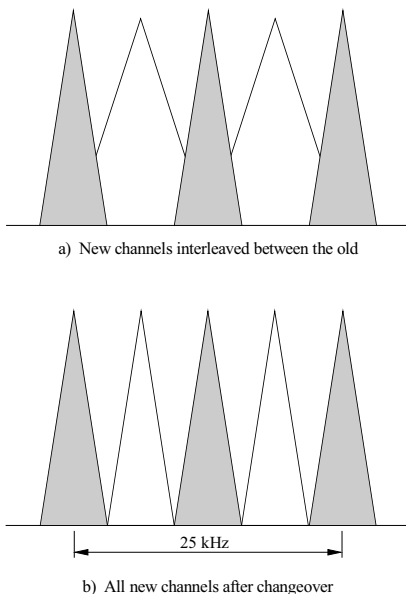 a) New channels interleaved between the old
25 kHz
b) All new channels after changeover